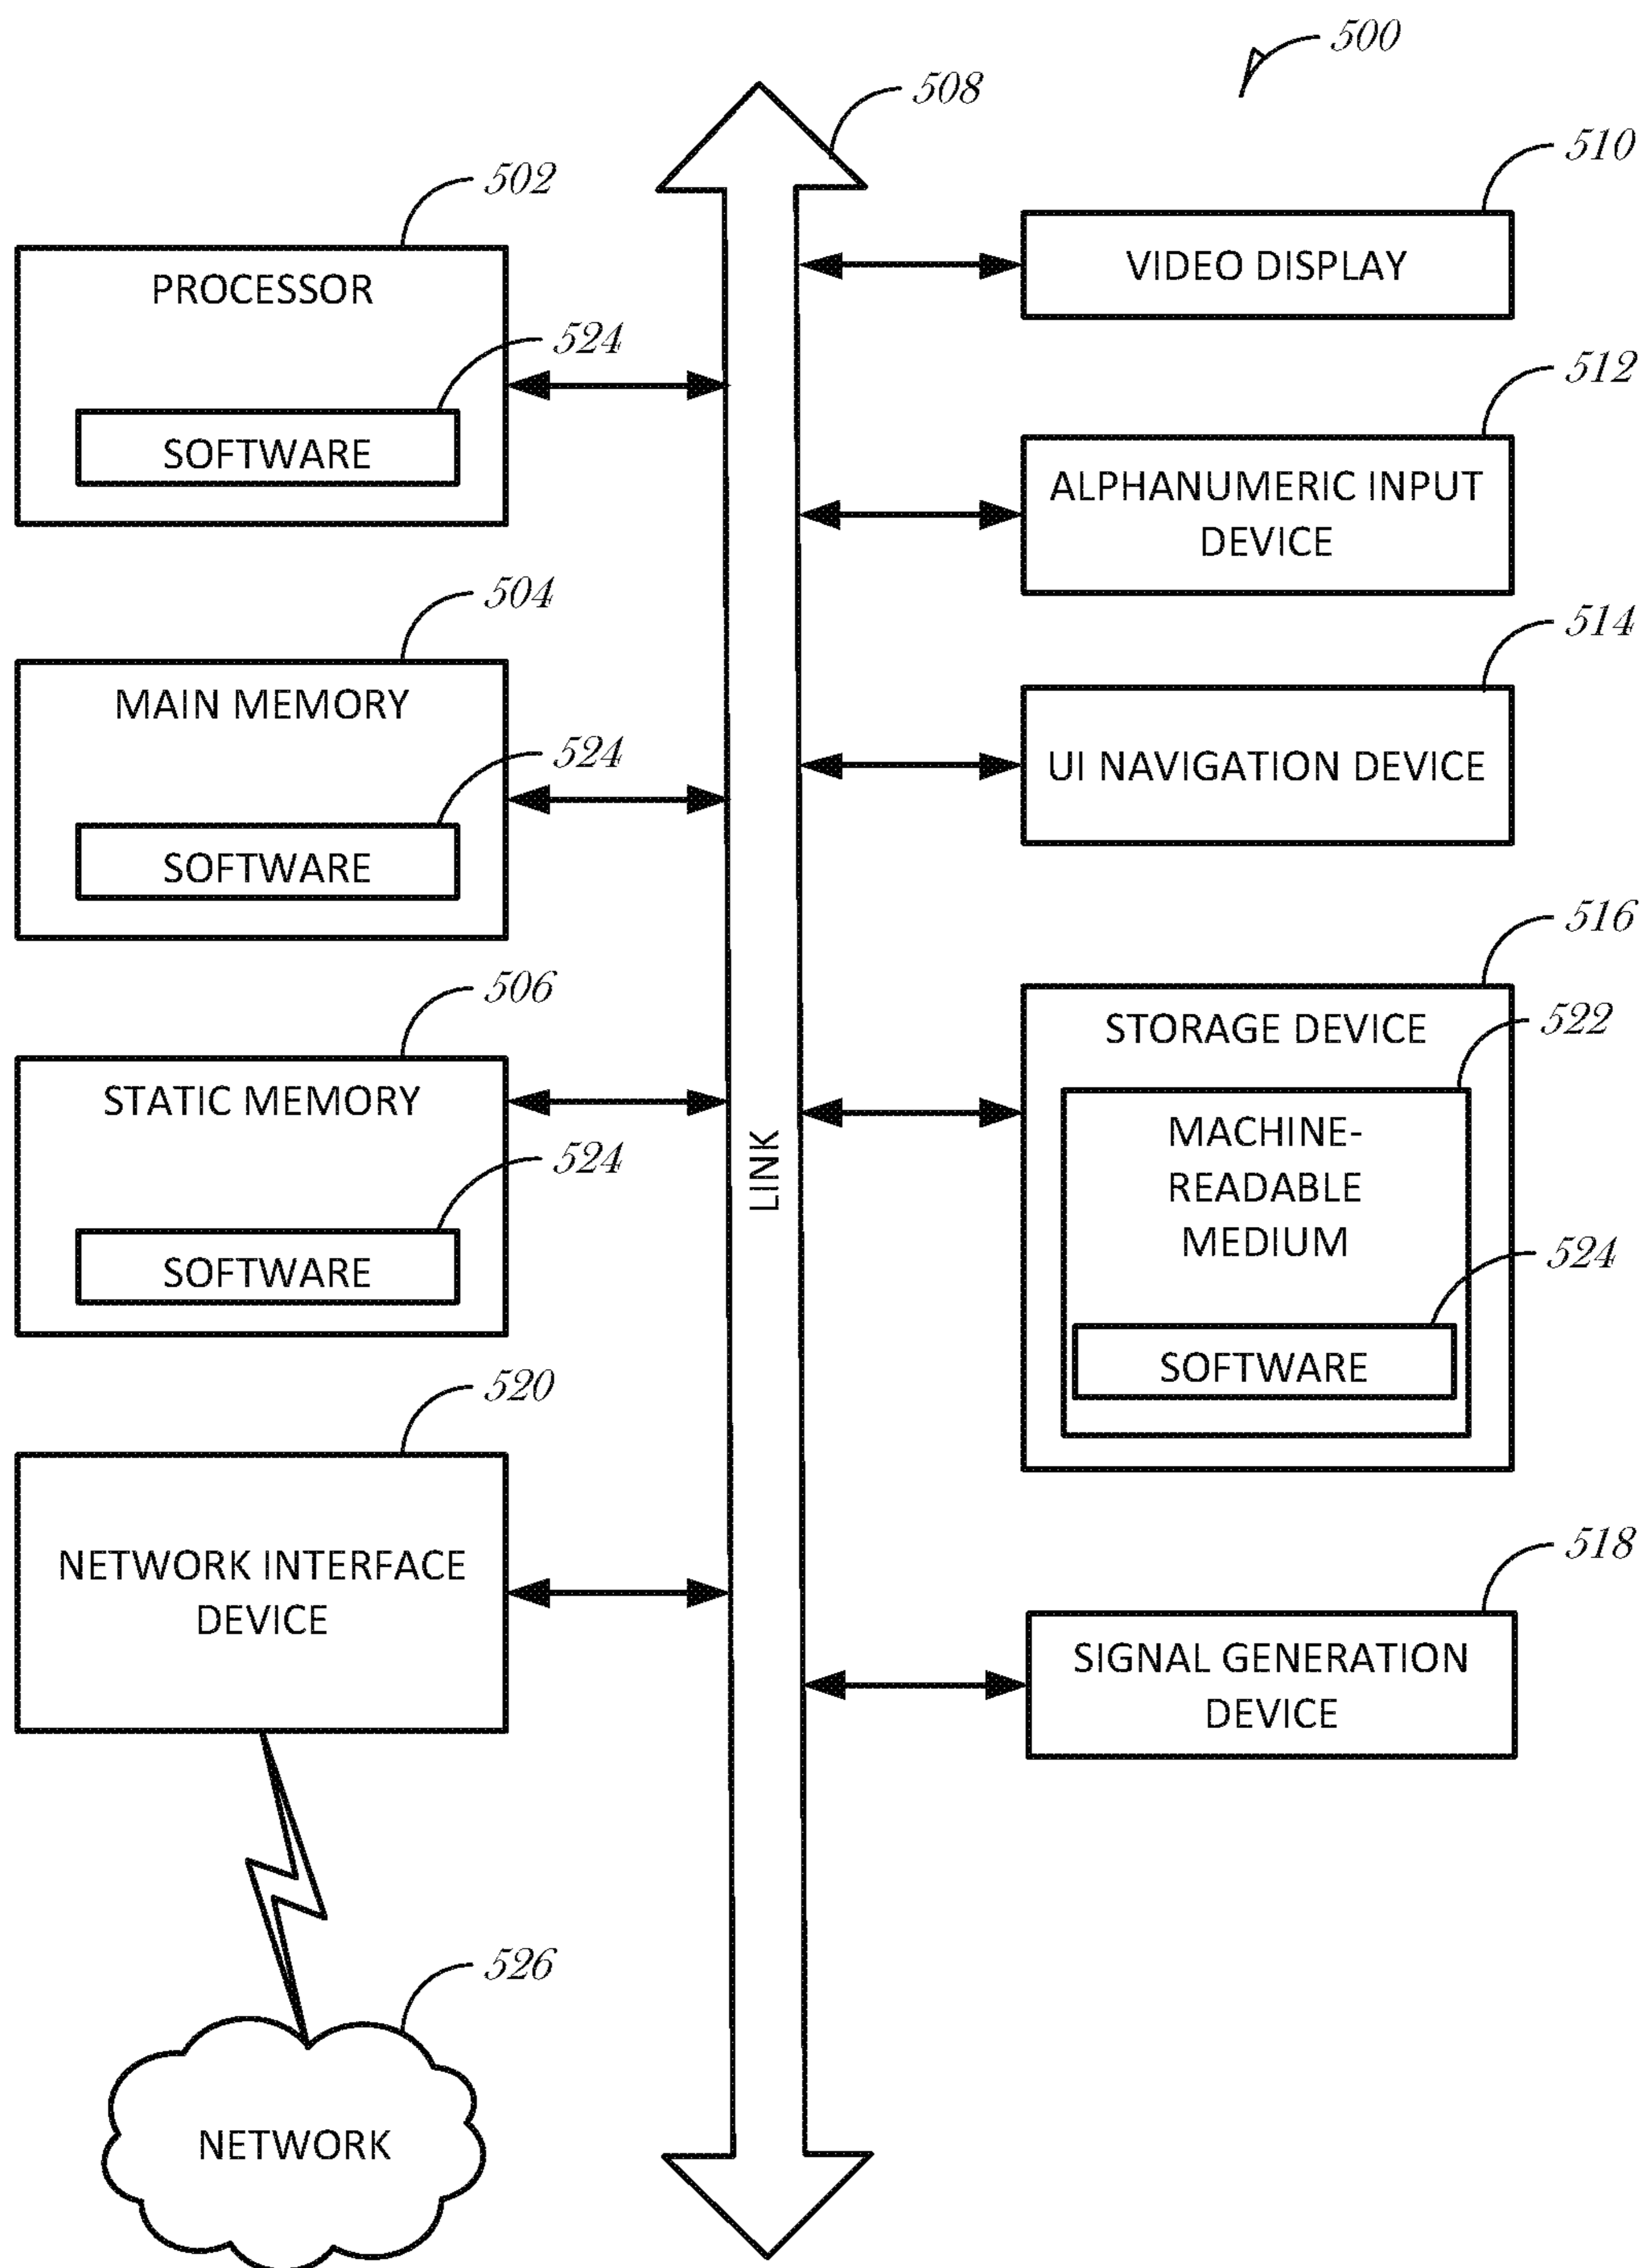 500
508
510
502
VIDEO DISPLAY
PROCESSOR
524
SOFTWARE
512
ALPHANUMERIC INPUT
DEVICE
504
514
MAIN MEMORY
524
SOFTWARE
UI NAVIGATION DEVICE
516
506
STORAGE DEVICE
522
STATIC MEMORY
524
SOFTWARE
LINK
MACHINE-
READABLE
MEDIUM
524
SOFTWARE
520
NETWORK INTERFACE
DEVICE
518
SIGNAL GENERATION
DEVICE
526
NETWORK